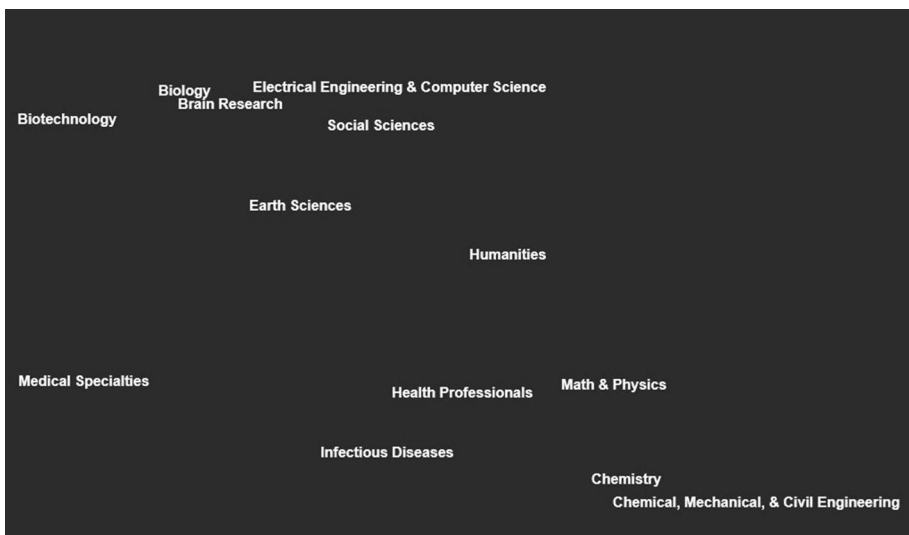 Electrical Engineering & Computer Science
Biology
Brain Research
Biotechnology
Social Sciences
Earth Sciences
Humanities
Medical Specialties
Math & Physics
Health Professionals
Infectious Diseases
Chemistry
Chemical, Mechanical, & Civil Engineering